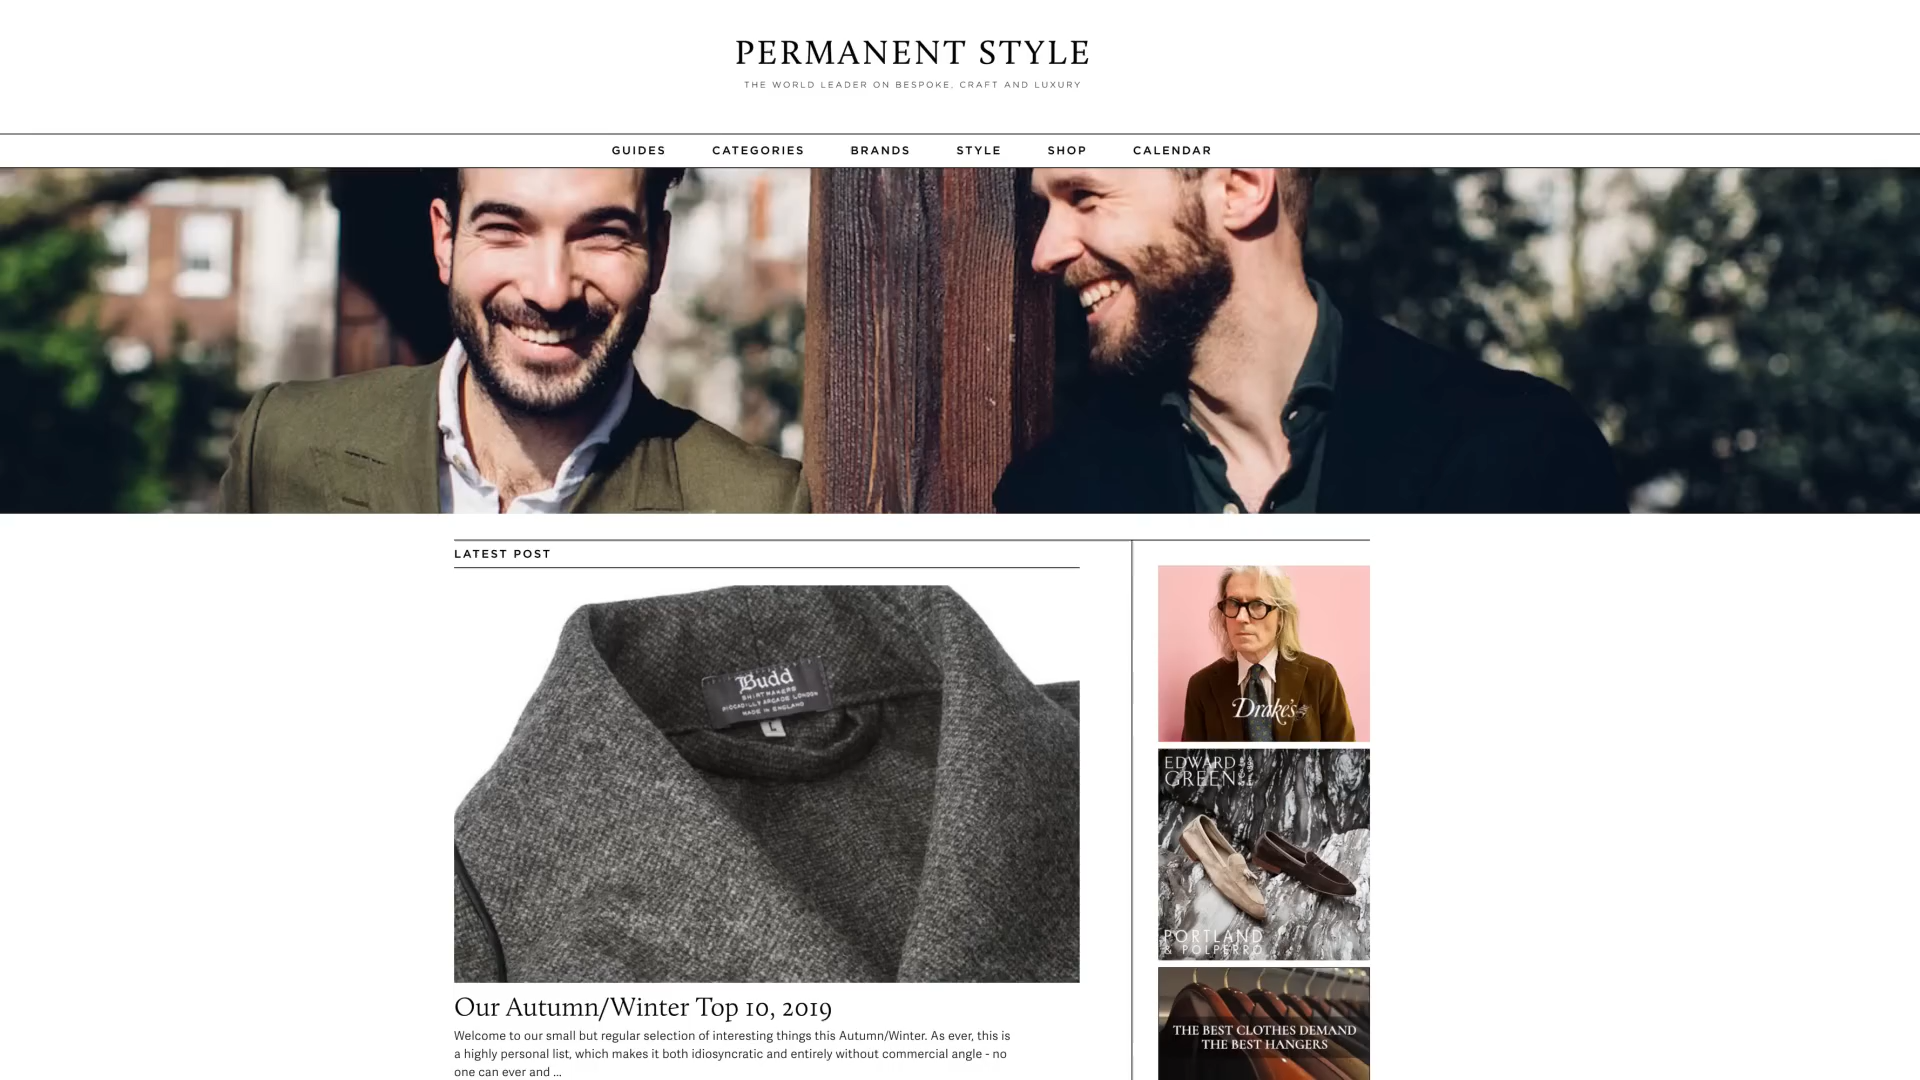 PERMANENT STYLE
THE WORLD LEADER ON BESPOKE, CRAFT AND LUXURY
GUIDES CATEGORIES BRANDS STYLE SHOP CALENDAR
LATEST POST
Budd
SHIRTMAKERS
PICCADILLY ARCADE LONDON
MADE IN ENGLAND
L
Our Autumn/Winter Top 10, 2019
Welcome to our small but regular selection of interesting things this Autumn/Winter. As ever, this is
a highly personal list, which makes it both idiosyncratic and entirely without commercial angle - no
one can ever and ...
Drake's
EDWARD
GREEN
PORTLAND
& POLPERRO
THE BEST CLOTHES DEMAND
THE BEST HANGERS